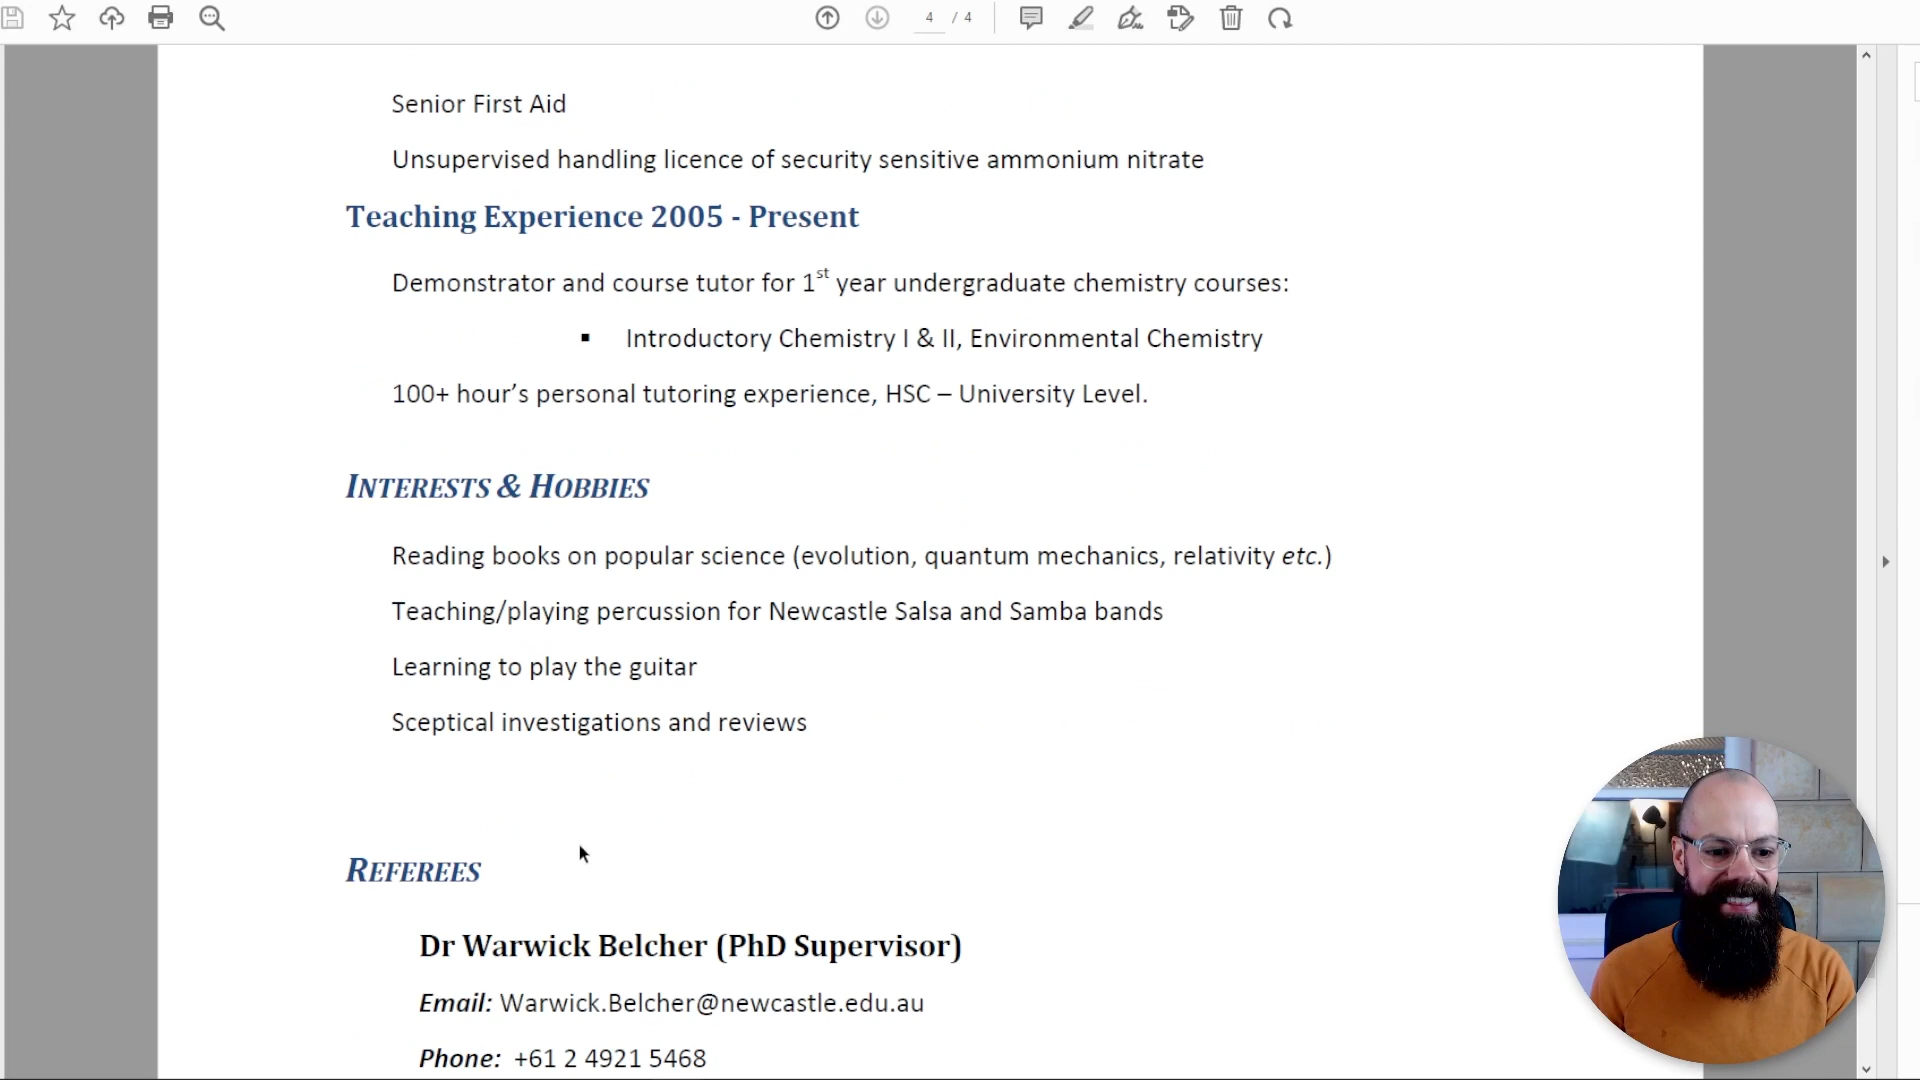 4 / 4
Senior First Aid
Unsupervised handling licence of security sensitive ammonium nitrate
Teaching Experience 2005 - Present
Demonstrator and course tutor for 1st year undergraduate chemistry courses:
▪ Introductory Chemistry I & II, Environmental Chemistry
100+ hour’s personal tutoring experience, HSC – University Level.
INTERESTS & HOBBIES
Reading books on popular science (evolution, quantum mechanics, relativity etc.)
Teaching/playing percussion for Newcastle Salsa and Samba bands
Learning to play the guitar
Sceptical investigations and reviews
REFEREES
Dr Warwick Belcher (PhD Supervisor)
Email: Warwick.Belcher@newcastle.edu.au
Phone: +61 2 4921 5468